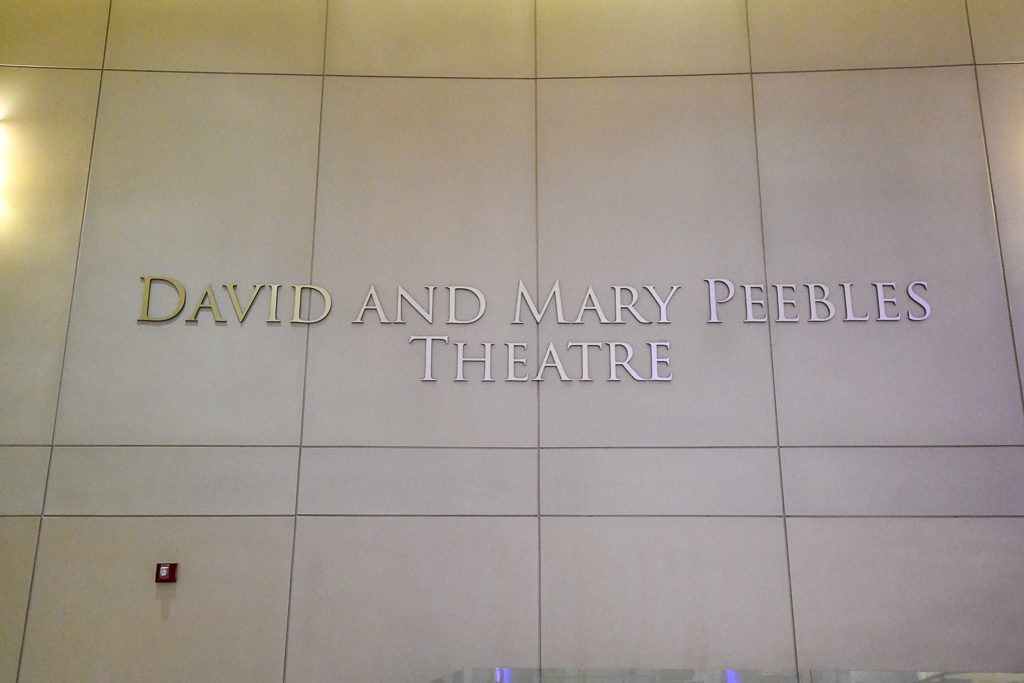 David and Mary Peebles
Theatre